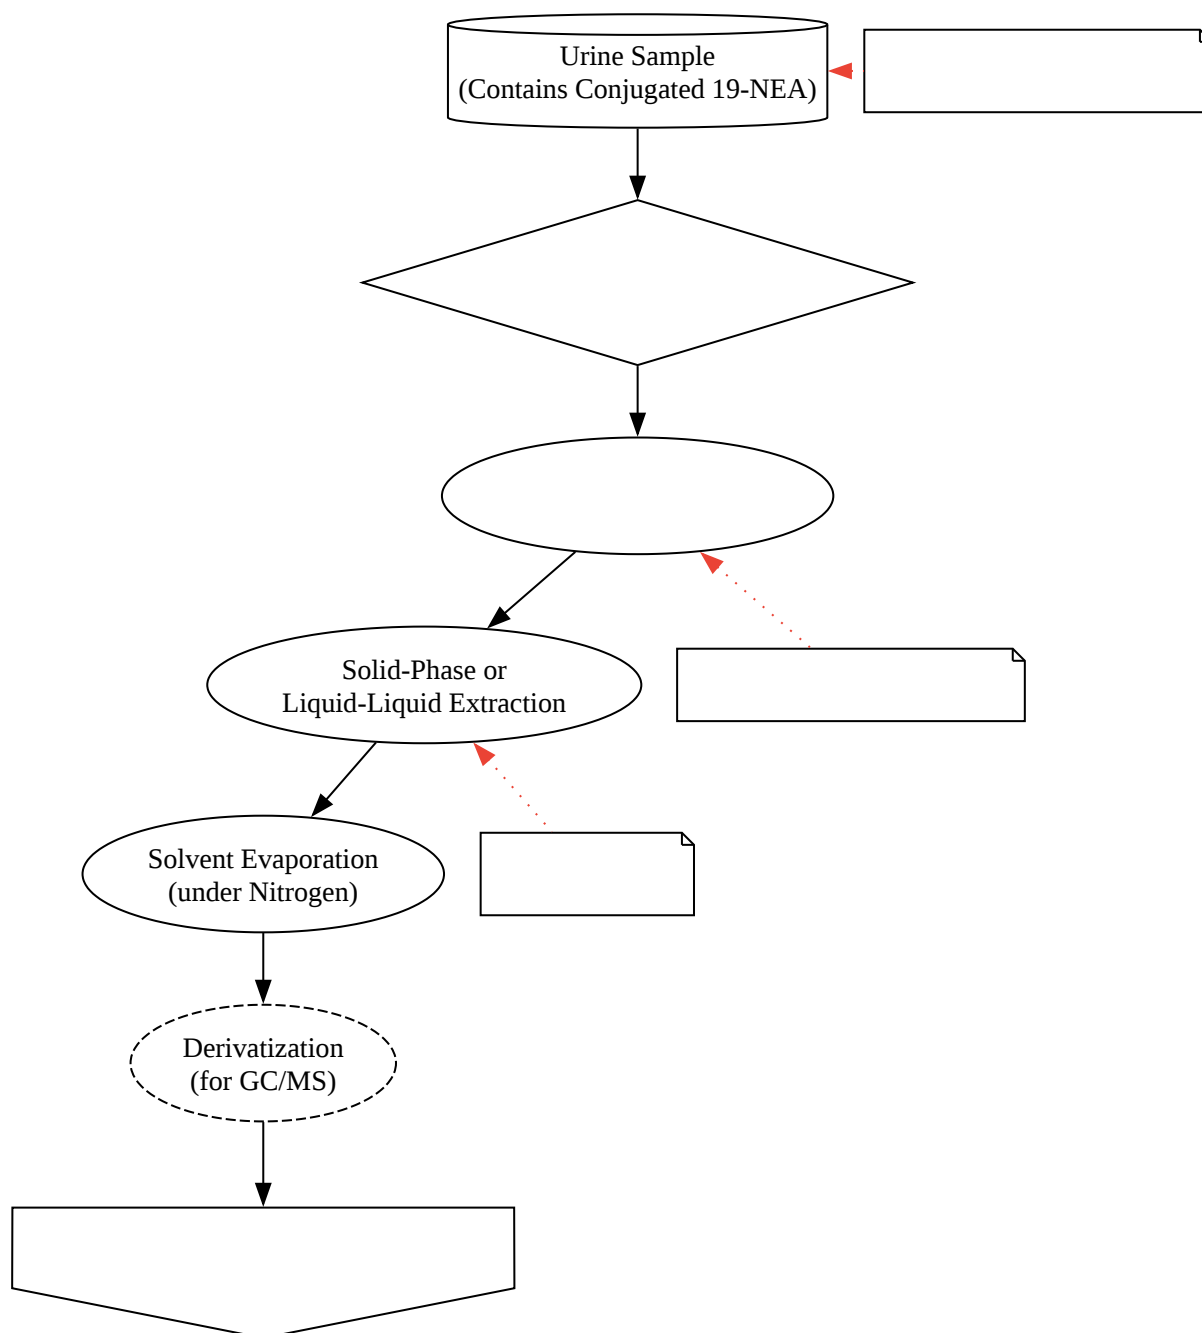 Urine Sample
(Contains Conjugated 19-NEA)
Solid-Phase or
Liquid-Liquid Extraction
Solvent Evaporation
(under Nitrogen)
Derivatization
(for GC/MS)